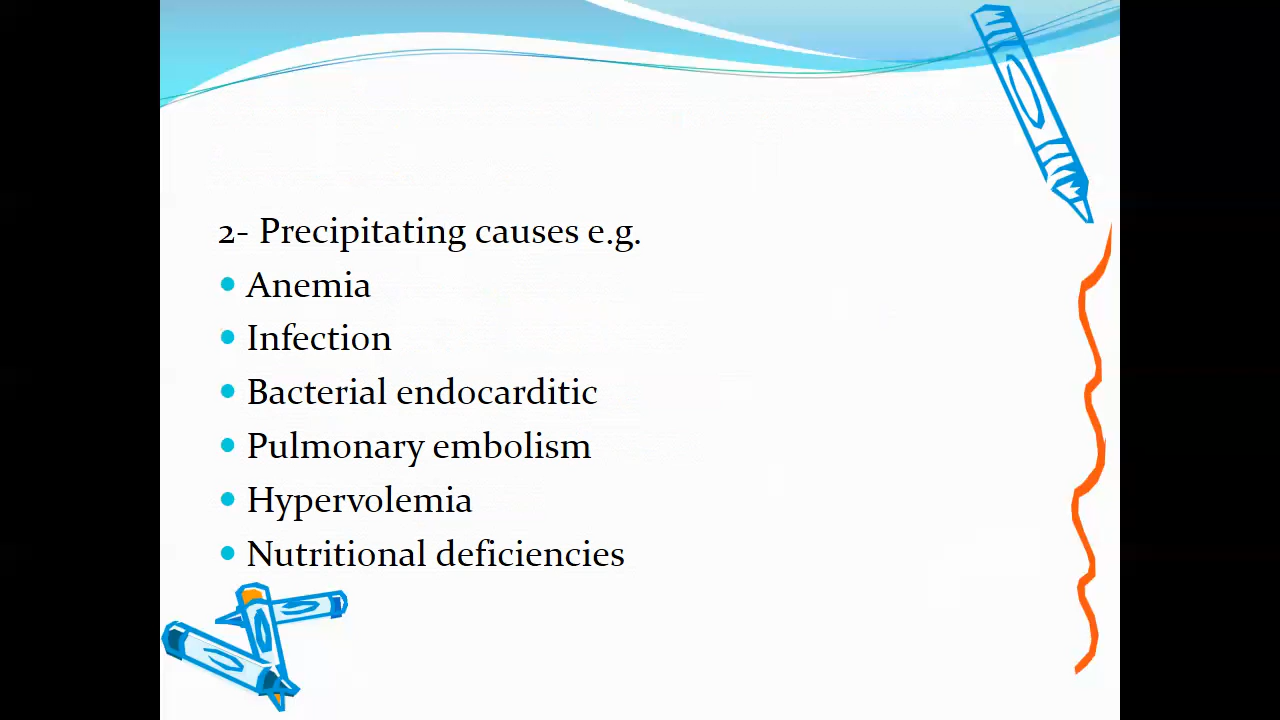 2- Precipitating causes e.g.
• Anemia
• Infection
• Bacterial endocarditic
• Pulmonary embolism
• Hypervolemia
• Nutritional deficiencies